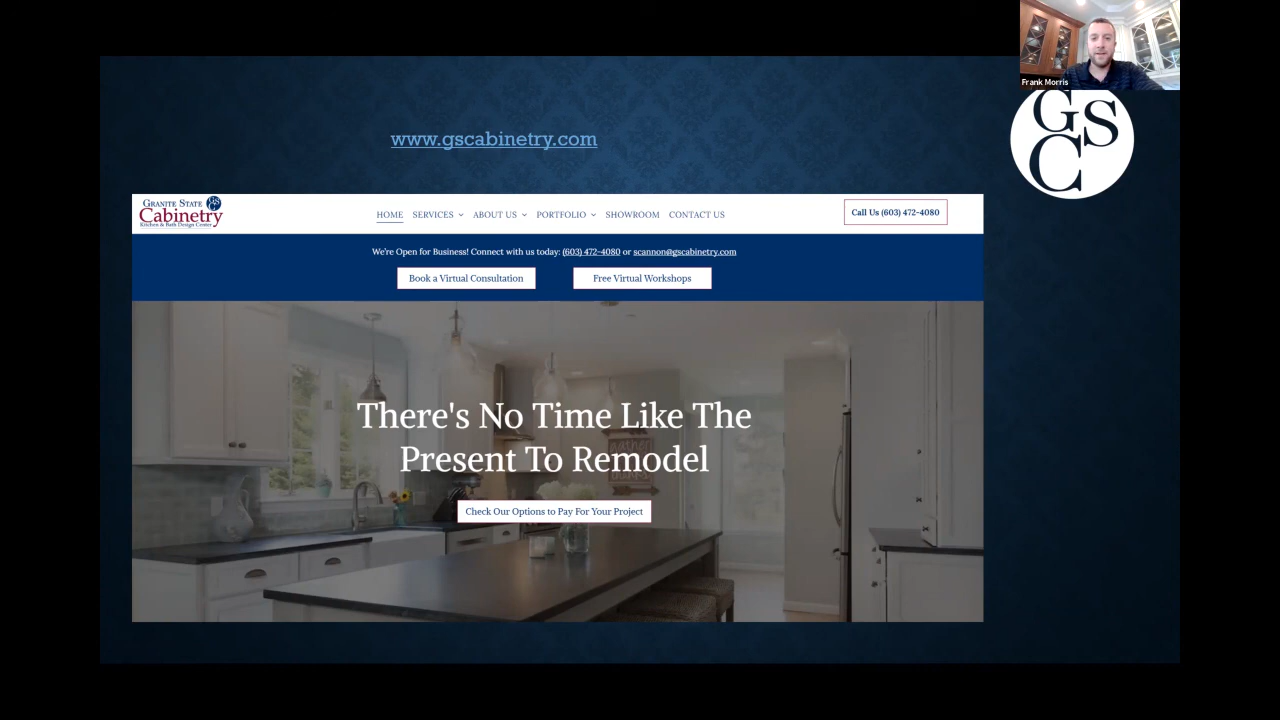 Frank Morris
GSC
www.gscabinetry.com
GRANITE STATE
GSC
Cabinetry
Kitchen & Bath Design Center
HOME SERVICES ABOUT US PORTFOLIO SHOWROOM CONTACT US
Call Us (603) 472-4080
We're Open for Business! Connect with us today: (603) 472-4080 or scannon@gscabinetry.com
Book a Virtual Consultation
Free Virtual Workshops
There's No Time Like The
Present To Remodel
gather
Check Our Options to Pay For Your Project